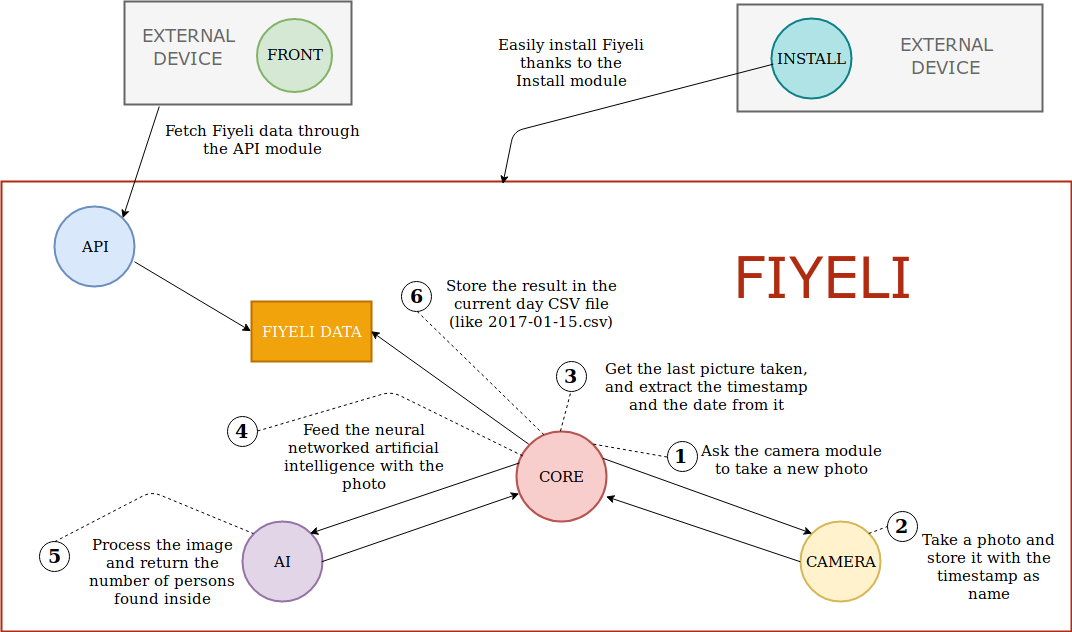 EXTERNAL
DEVICE
FRONT
Easily install Fiyeli
thanks to the
Install module
INSTALL
EXTERNAL
DEVICE
Fetch Fiyeli data through
the API module
API
FIYELI
FIYELI DATA
6
Store the result in the
current day CSV file
(like 2017-01-15.csv)
3
Get the last picture taken,
and extract the timestamp
and the date from it
4
Feed the neural
networked artificial
intelligence with the
photo
CORE
1
Ask the camera module
to take a new photo
5
Process the image
and return the
number of persons
found inside
AI
CAMERA
2
Take a photo and
store it with the
timestamp as
name